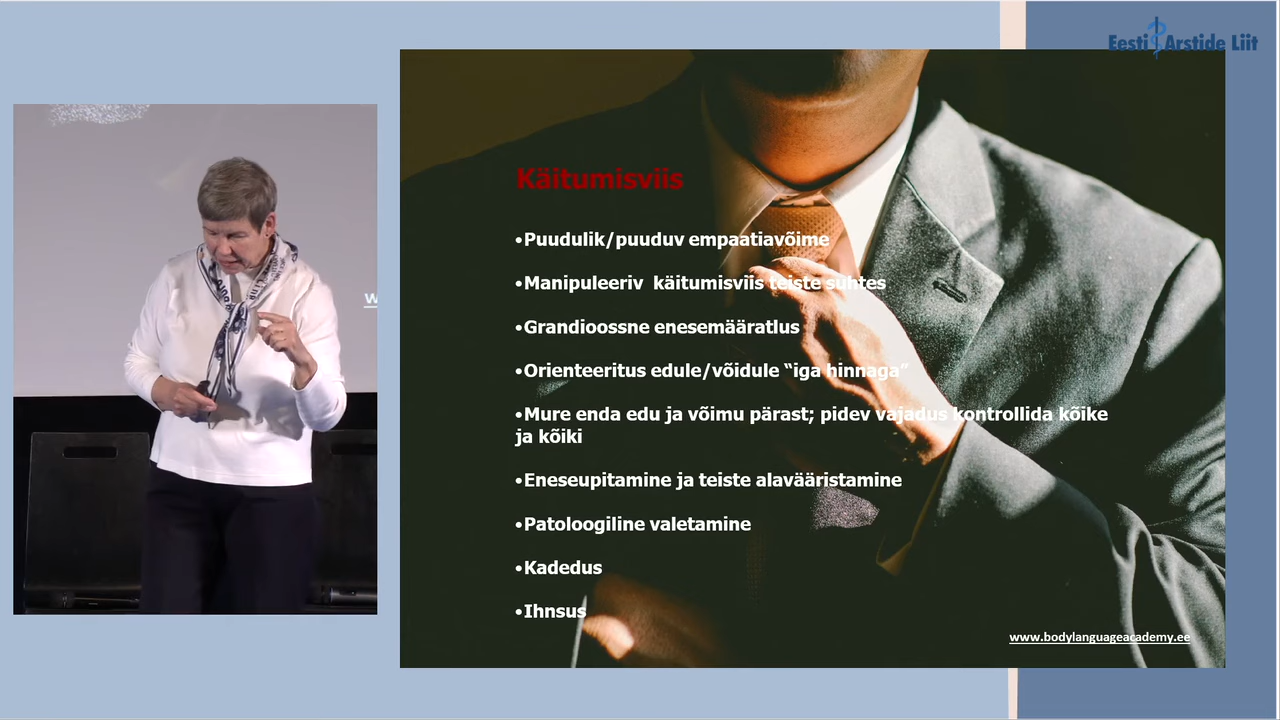 Eesti Arstide Liit
Käitumisviis
•Puudulik/puuduv empaatiavõime
•Manipuleeriv käitumisviis teiste suhtes
•Grandioossne enesemääratlus
•Orienteeritus edule/võidule “iga hinnaga”
•Mure enda edu ja võimu pärast; pidev vajadus kontrollida kõike
ja kõiki
•Eneseupitamine ja teiste alavääristamine
•Patoloogiline valetamine
•Kadedus
•Ihnsus
www.bodylanguageacademy.ee